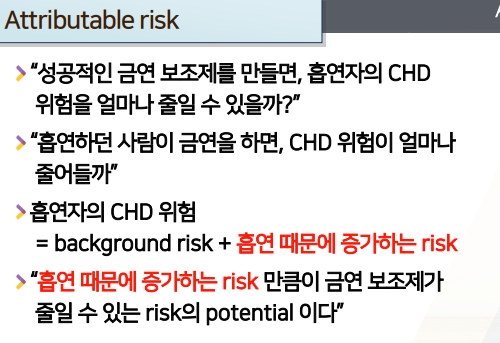 Attributable risk
“성공적인 금연 보조제를 만들면, 흡연자의 CHD
위험을 얼마나 줄일 수 있을까?”
“흡연하던 사람이 금연을 하면, CHD 위험이 얼마나
줄어들까”
흡연자의 CHD 위험
= background risk + 흡연 때문에 증가하는 risk
“흡연 때문에 증가하는 risk 만큼이 금연 보조제가
줄일 수 있는 risk의 potential 이다”